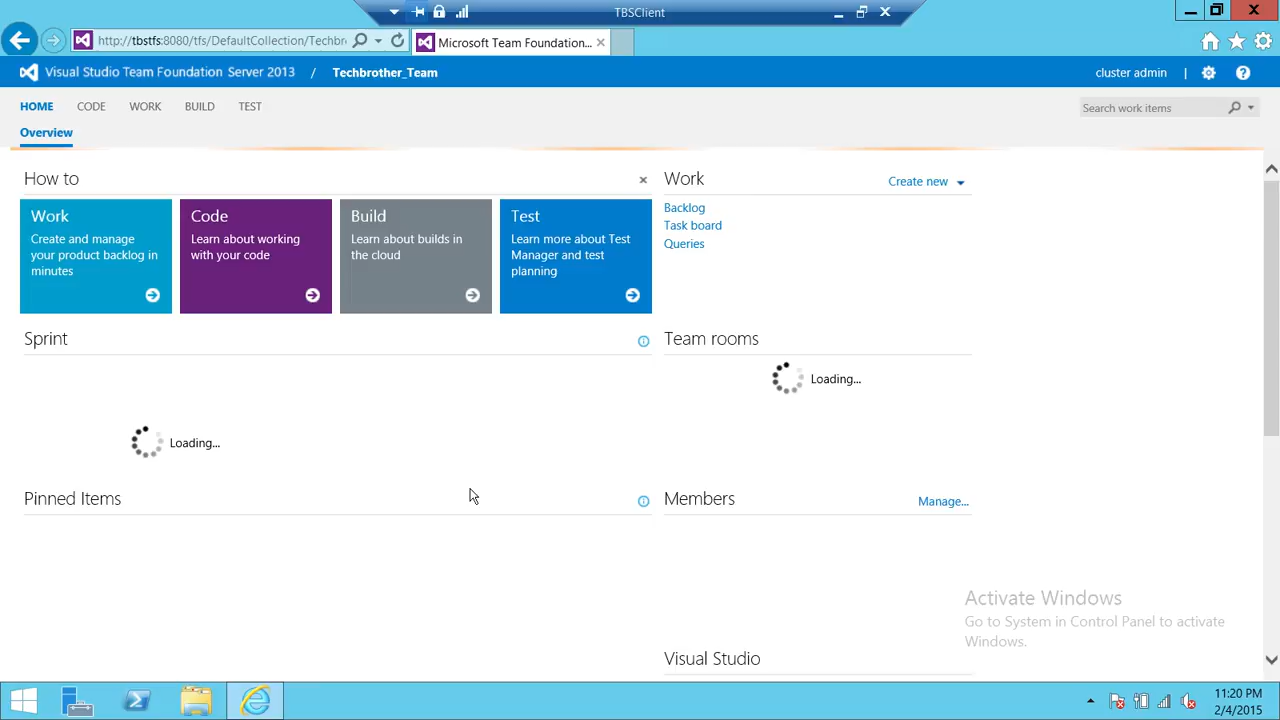 TBSClient
http://tbstfs:8080/tfs/DefaultCollection/Techbr
Microsoft Team Foundation...
Visual Studio Team Foundation Server 2013 / Techbrother_Team
cluster admin |
HOME CODE WORK BUILD TEST
Search work items
Overview
How to
Work
Create new
Work
Create and manage
your product backlog in
minutes
Code
Learn about working
with your code
Build
Learn about builds in
the cloud
Test
Learn more about Test
Manager and test
planning
Backlog
Task board
Queries
Sprint
Team rooms
Loading...
Loading...
Pinned Items
Members
Manage...
Activate Windows
Go to System in Control Panel to activate
Windows.
Visual Studio
11:20 PM
2/4/2015